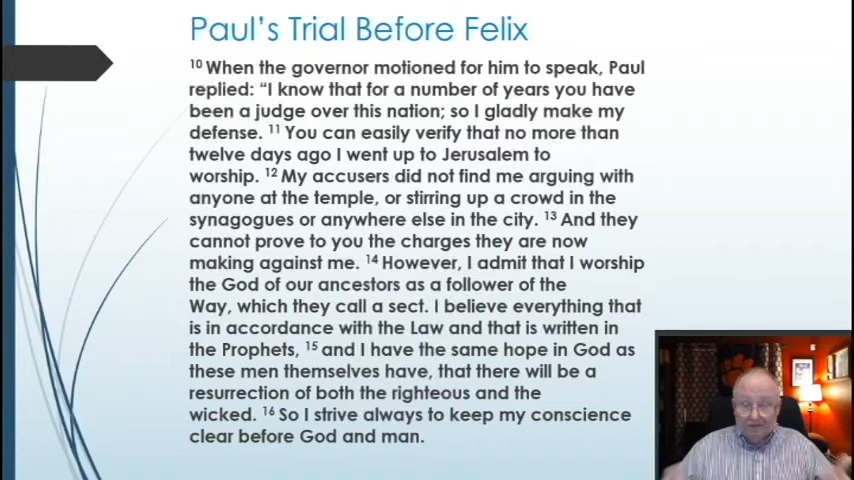 Paul's Trial Before Felix
¹⁰ When the governor motioned for him to speak, Paul
replied: “I know that for a number of years you have
been a judge over this nation; so I gladly make my
defense. ¹¹ You can easily verify that no more than
twelve days ago I went up to Jerusalem to
worship. ¹² My accusers did not find me arguing with
anyone at the temple, or stirring up a crowd in the
synagogues or anywhere else in the city. ¹³ And they
cannot prove to you the charges they are now
making against me. ¹⁴ However, I admit that I worship
the God of our ancestors as a follower of the
Way, which they call a sect. I believe everything that
is in accordance with the Law and that is written in
the Prophets, ¹⁵ and I have the same hope in God as
these men themselves have, that there will be a
resurrection of both the righteous and the
wicked. ¹⁶ So I strive always to keep my conscience
clear before God and man.